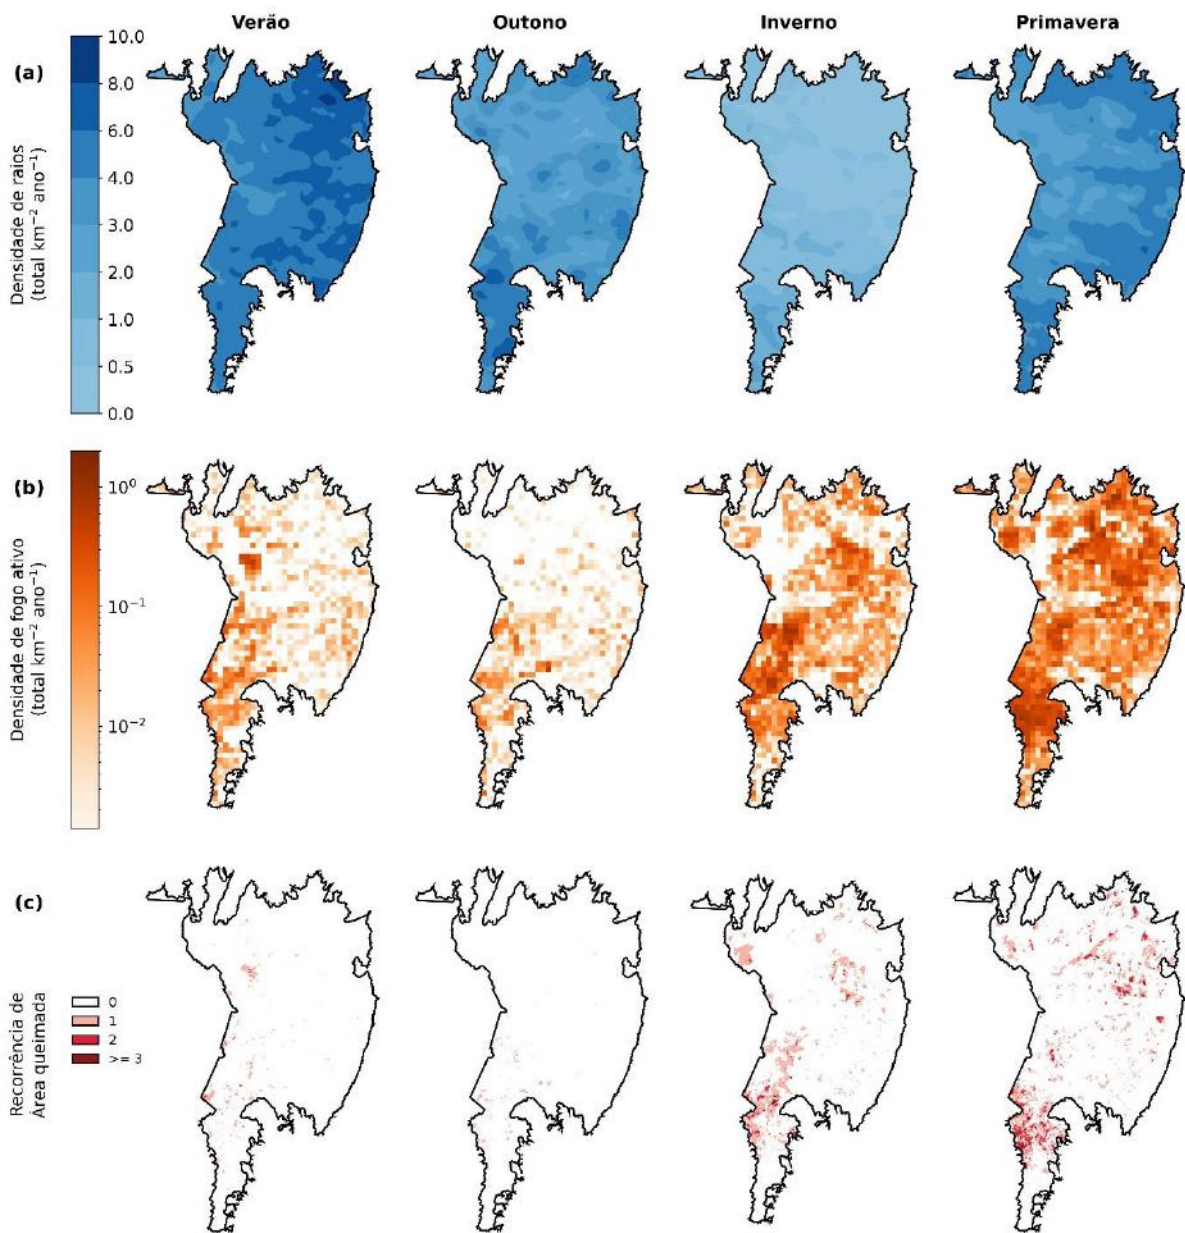 Verão Outono Inverno Primavera
(a)
Densidade de raios
(total km⁻² ano⁻¹)
10.0
8.0
6.0
4.0
3.0
2.0
1.0
0.5
0.0
(b)
Densidade de fogo ativo
(total km⁻² ano⁻¹)
10⁰
10⁻¹
10⁻²
(c)
Recorrência de
Área queimada
0
1
2
>= 3